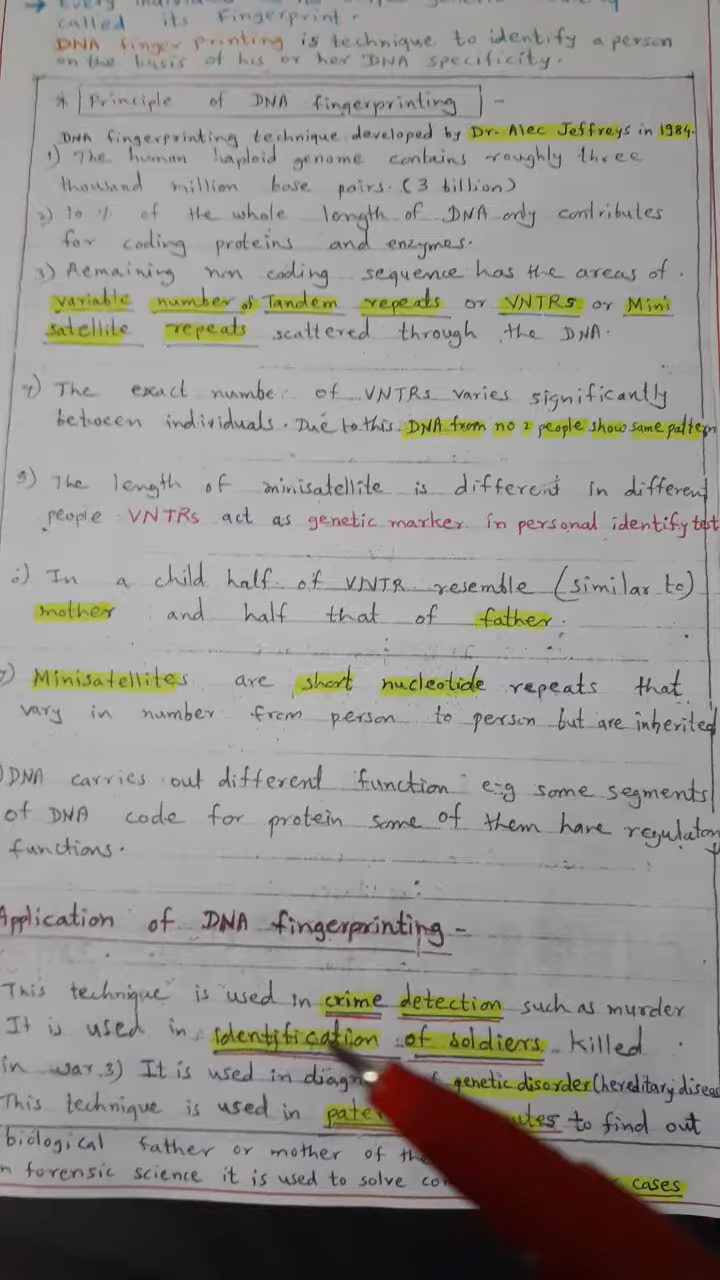 called its Fingerprint.
DNA finger printing is technique to identify a person
on the basis of his or her DNA specificity.
* Principle of DNA fingerprinting -
DNA fingerprinting technique developed by Dr. Alec Jeffreys in 1984.
1) The human haploid genome contains roughly three
thousand million base pairs. (3 billion)
2) 10 % of the whole length of DNA only contributes
for coding proteins and enzymes.
3) Remaining non coding sequence has the areas of
variable number of Tandem repeats or VNTRs or Mini
satellite repeats scattered through the DNA.
4) The exact number of VNTRs varies significantly
between individuals. Due to this DNA from no 2 people show same pattern
5) The length of minisatellite is different in different
people VNTRs act as genetic marker in personal identify test
In a child half of VNTR resemble (similar to)
mother and half that of father.
Minisatellites are short nucleotide repeats that
vary in number from person to person but are inherited
DNA carries out different function e-g some segments
of DNA code for protein some of them have regulatory
functions.
Application of DNA fingerprinting -
This technique is used in crime detection such as murder
It is used in identification of soldiers killed
in war. 3) It is used in genetic disorder (hereditary diseas
This technique is used in to find out
biological father or mother of
forensic science it is used to solve cases